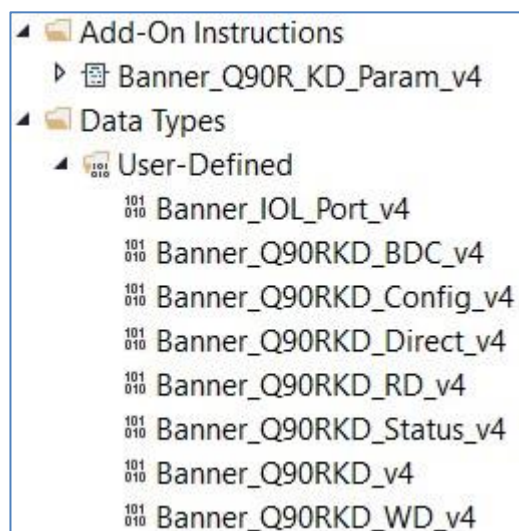 Add-On Instructions
Banner_Q90R_KD_Param_v4
Data Types
User-Defined
Banner_IOL_Port_v4
Banner_Q90RKD_BDC_v4
Banner_Q90RKD_Config_v4
Banner_Q90RKD_Direct_v4
Banner_Q90RKD_RD_v4
Banner_Q90RKD_Status_v4
Banner_Q90RKD_v4
Banner_Q90RKD_WD_v4